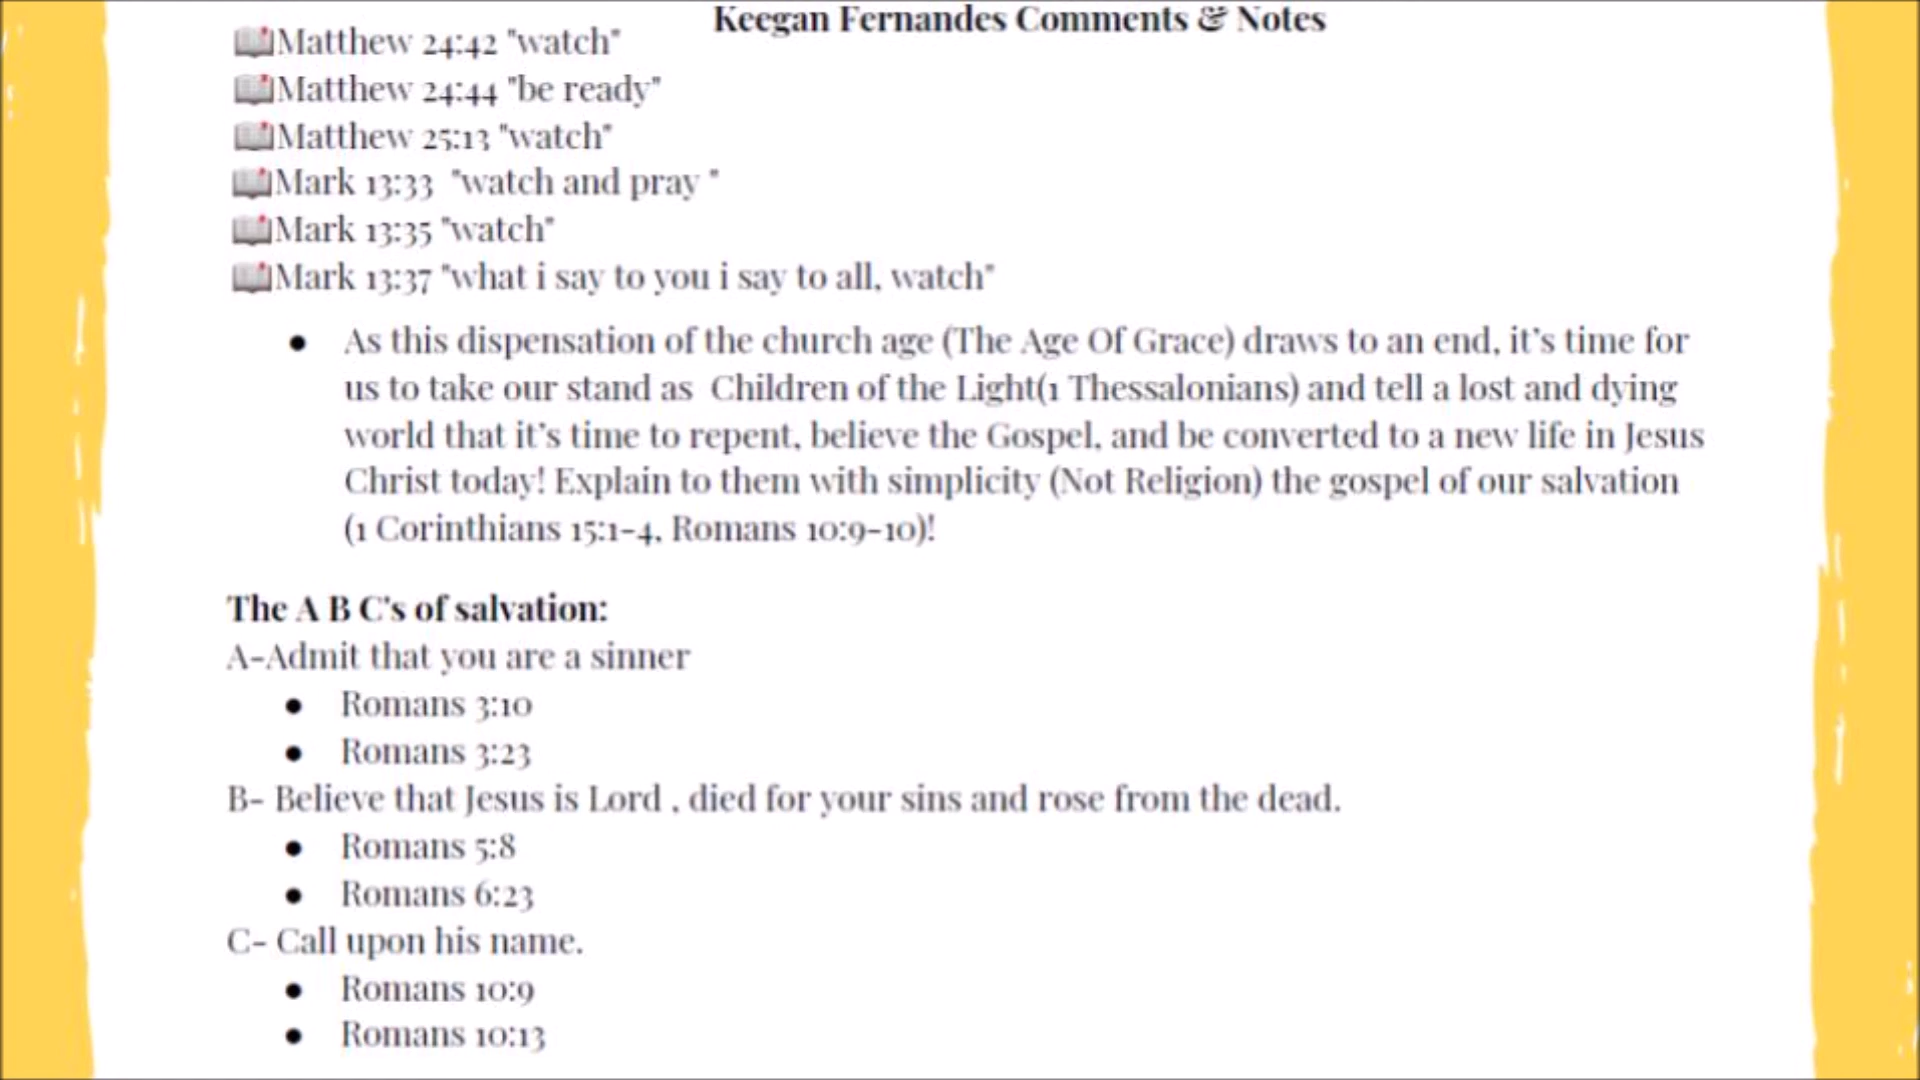 Keegan Fernandes Comments & Notes
📖Matthew 24:42 "watch"
📖Matthew 24:44 "be ready"
📖Matthew 25:13 "watch"
📖Mark 13:33  "watch and pray "
📖Mark 13:35 "watch"
📖Mark 13:37 "what i say to you i say to all, watch"
● As this dispensation of the church age (The Age Of Grace) draws to an end, it’s time for
us to take our stand as  Children of the Light(1 Thessalonians) and tell a lost and dying
world that it’s time to repent, believe the Gospel, and be converted to a new life in Jesus
Christ today! Explain to them with simplicity (Not Religion) the gospel of our salvation
(1 Corinthians 15:1-4, Romans 10:9-10)!
The A B C's of salvation:
A-Admit that you are a sinner
● Romans 3:10
● Romans 3:23
B- Believe that Jesus is Lord , died for your sins and rose from the dead.
● Romans 5:8
● Romans 6:23
C- Call upon his name.
● Romans 10:9
● Romans 10:13